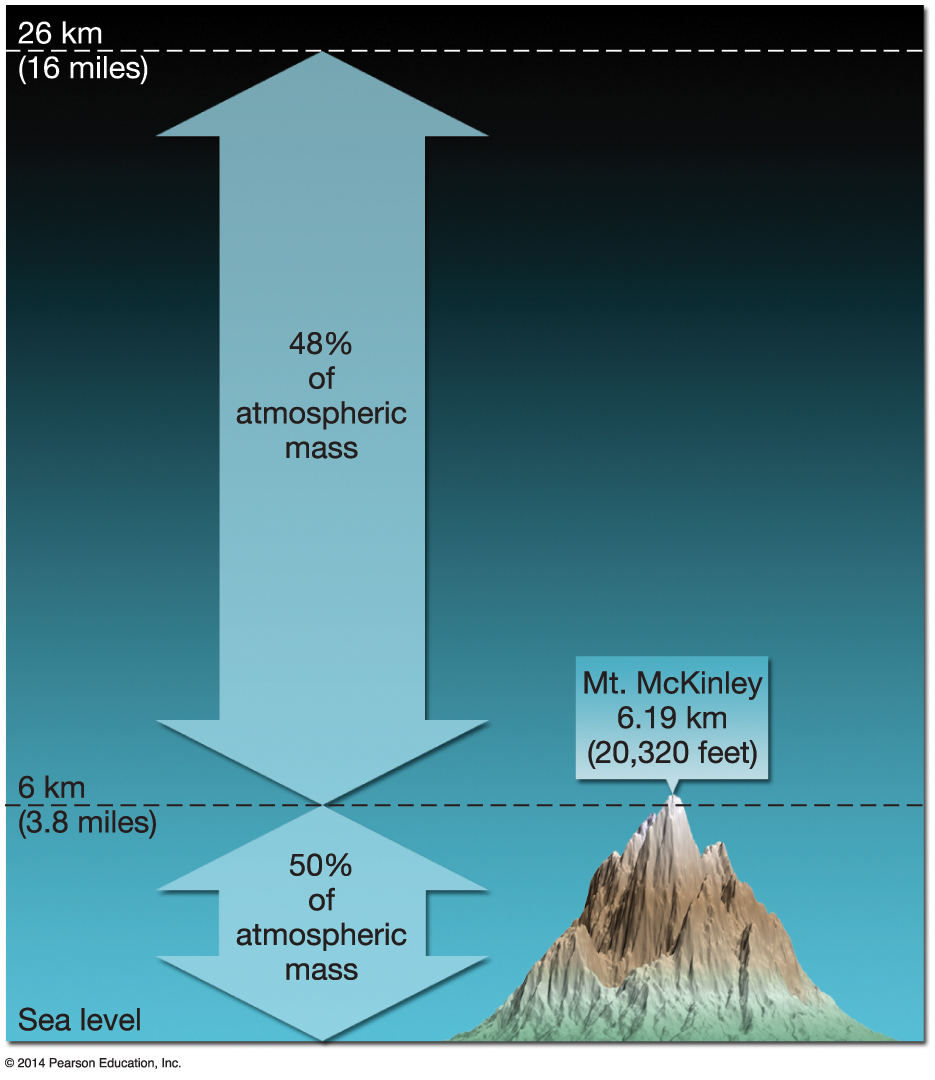 26 km
(16 miles)
48%
of
atmospheric
mass
Mt. McKinley
6.19 km
(20,320 feet)
6 km
(3.8 miles)
50%
of
atmospheric
mass
Sea level
© 2014 Pearson Education, Inc.